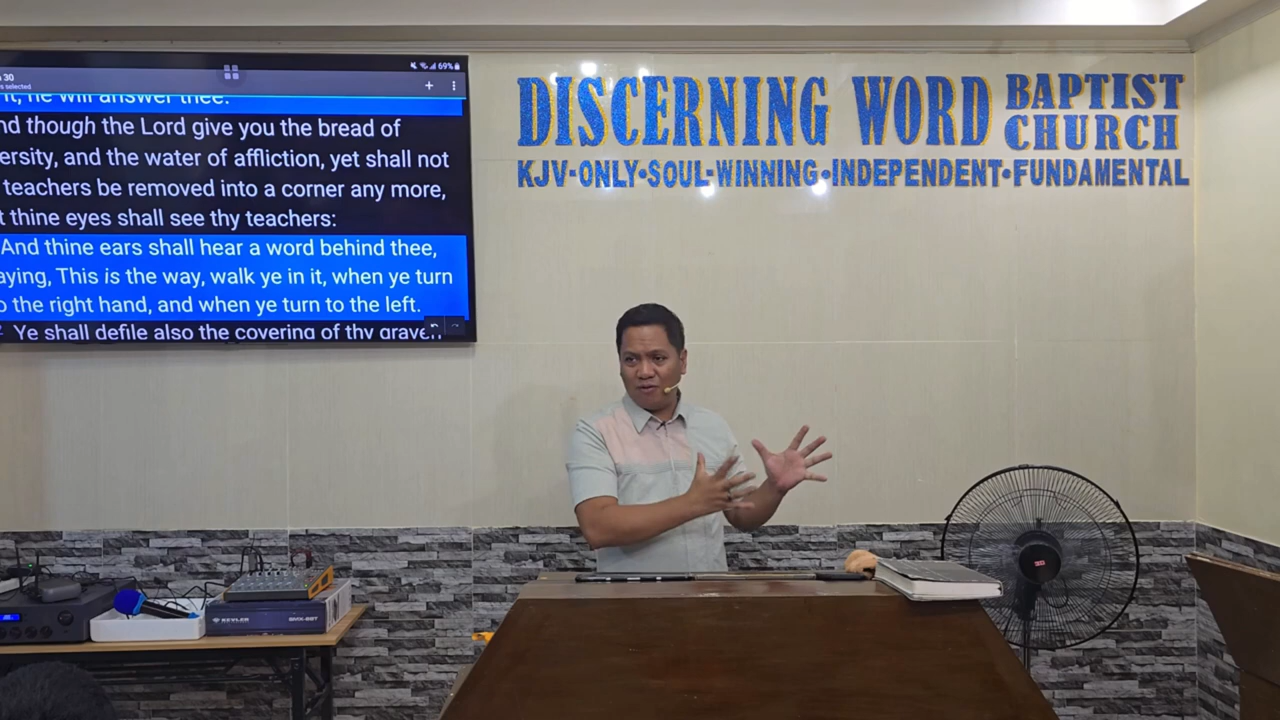 30
selected
69%
it, he will answer thee.
nd though the Lord give you the bread of
ersity, and the water of affliction, yet shall not
teachers be removed into a corner any more,
t thine eyes shall see thy teachers:
And thine ears shall hear a word behind thee,
aying, This is the way, walk ye in it, when ye turn
o the right hand, and when ye turn to the left.
Ye shall defile also the covering of thy graven
DISCERNING WORD BAPTIST CHURCH
KJV-ONLY•SOUL-WINNING•INDEPENDENT•FUNDAMENTAL
KEVLER